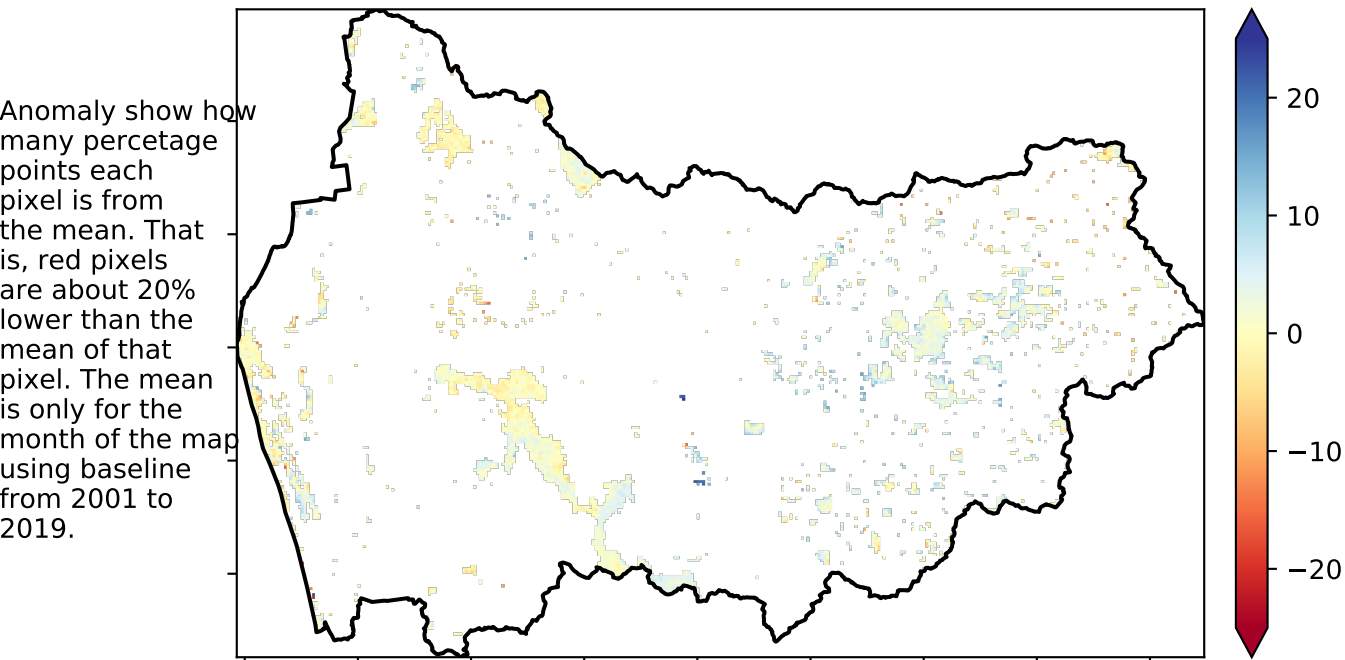 Anomaly show how
many percetage
points each
pixel is from
the mean. That
is, red pixels
are about 20%
lower than the
mean of that
pixel. The mean
is only for the
month of the map
using baseline
from 2001 to
2019.
20
10
0
−10
−20